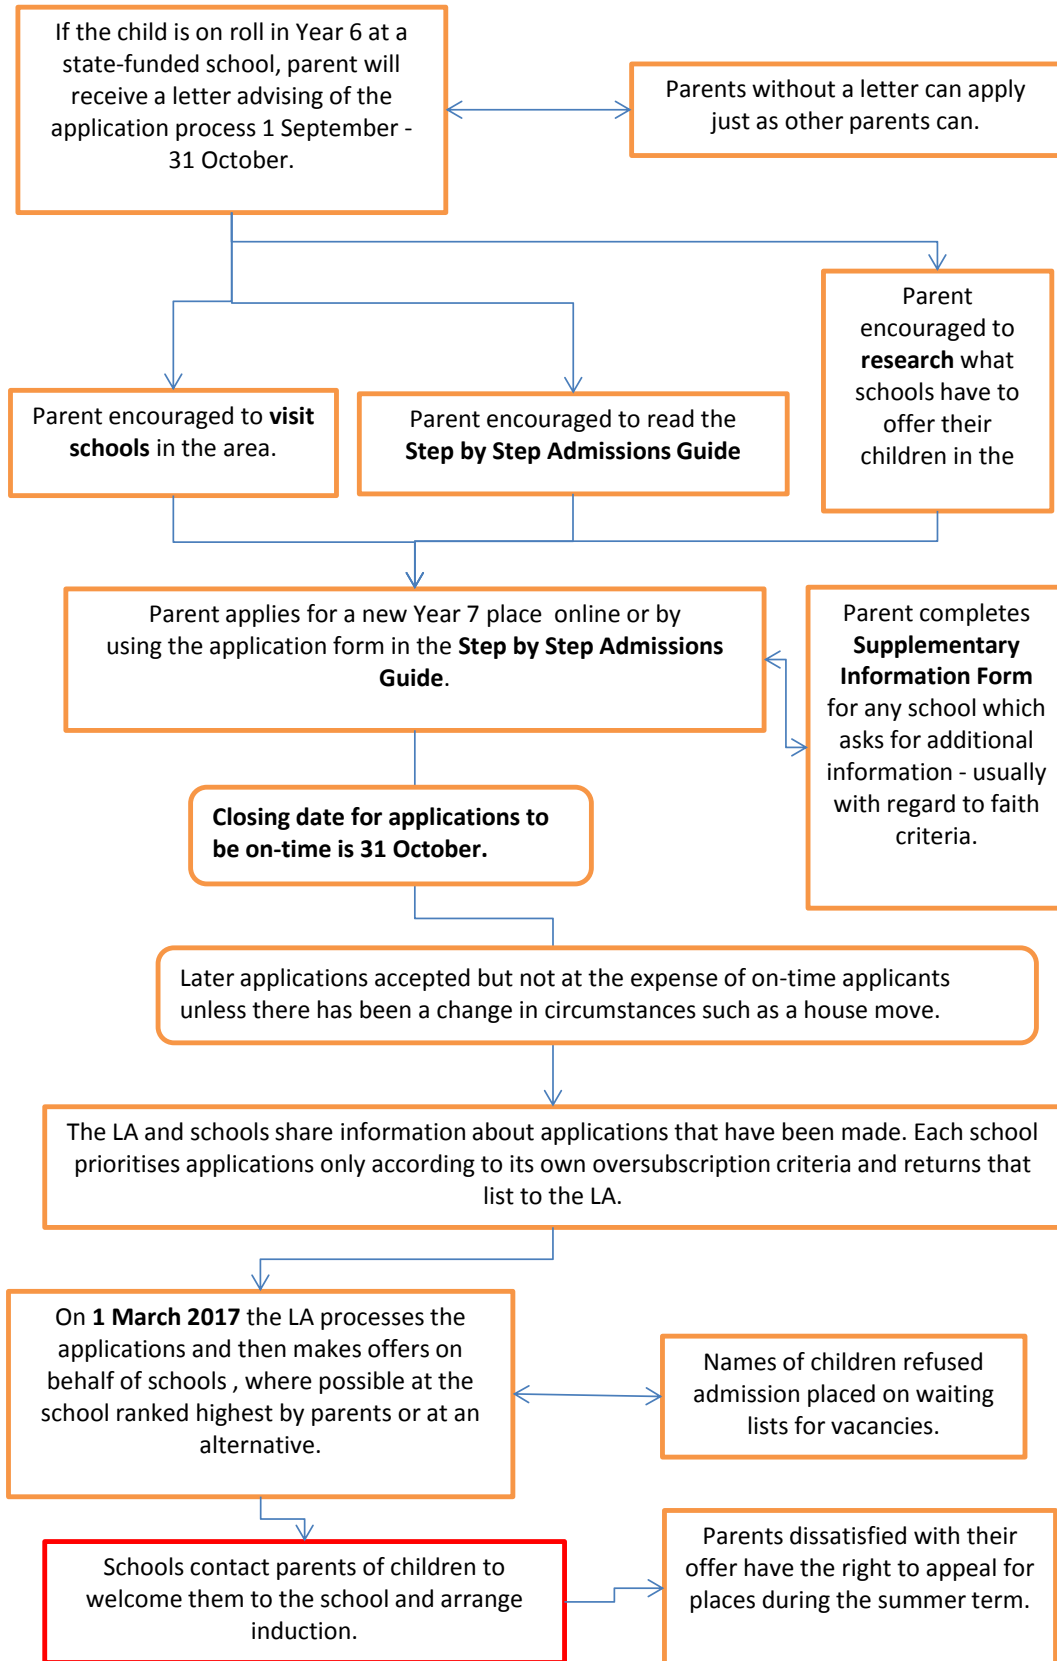 If the child is on roll in Year 6 at a
state-funded school, parent will
receive a letter advising of the
application process 1 September -
31 October.
Parents without a letter can apply
just as other parents can.
Parent encouraged to visit
schools in the area.
Parent encouraged to read the
Step by Step Admissions Guide
Parent
encouraged to
research what
schools have to
offer their
children in the
Parent applies for a new Year 7 place online or by
using the application form in the Step by Step Admissions
Guide.
Parent completes
Supplementary
Information Form
for any school which
asks for additional
information - usually
with regard to faith
criteria.
Closing date for applications to
be on-time is 31 October.
Later applications accepted but not at the expense of on-time applicants
unless there has been a change in circumstances such as a house move.
The LA and schools share information about applications that have been made. Each school
prioritises applications only according to its own oversubscription criteria and returns that
list to the LA.
On 1 March 2017 the LA processes the
applications and then makes offers on
behalf of schools , where possible at the
school ranked highest by parents or at an
alternative.
Names of children refused
admission placed on waiting
lists for vacancies.
Schools contact parents of children to
welcome them to the school and arrange
induction.
Parents dissatisfied with their
offer have the right to appeal for
places during the summer term.